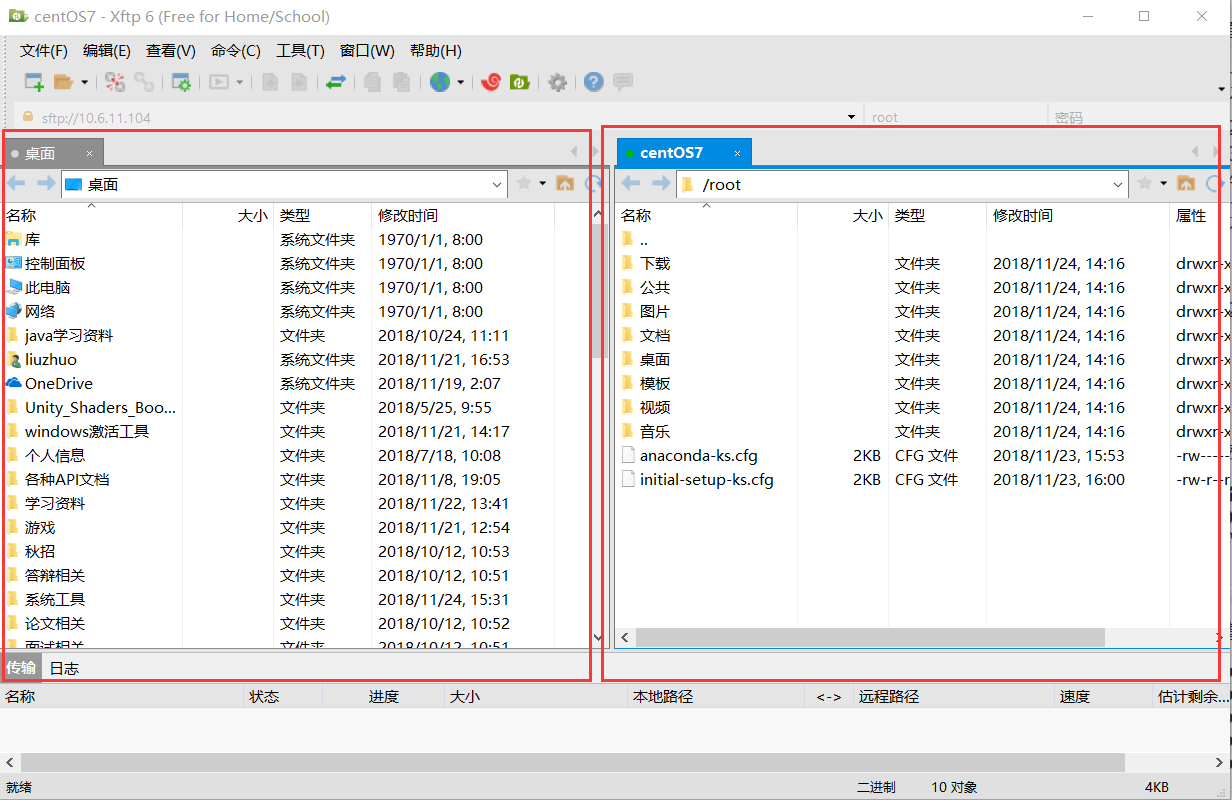 centOS7 - Xftp 6 (Free for Home/School)
文件(F) 编辑(E) 查看(V) 命令(C) 工具(T) 窗口(W) 帮助(H)
sftp://10.6.11.104 root 密码
桌面
桌面
名称 大小 类型 修改时间
库 系统文件夹 1970/1/1, 8:00
控制面板 系统文件夹 1970/1/1, 8:00
此电脑 系统文件夹 1970/1/1, 8:00
网络 系统文件夹 1970/1/1, 8:00
java学习资料 文件夹 2018/10/24, 11:11
liuzhuo 系统文件夹 2018/11/21, 16:53
OneDrive 系统文件夹 2018/11/19, 2:07
Unity_Shaders_Boo... 文件夹 2018/5/25, 9:55
windows激活工具 文件夹 2018/11/21, 14:17
个人信息 文件夹 2018/7/18, 10:08
各种API文档 文件夹 2018/11/8, 19:05
学习资料 文件夹 2018/11/22, 13:41
游戏 文件夹 2018/11/21, 12:54
秋招 文件夹 2018/10/12, 10:53
答辩相关 文件夹 2018/10/12, 10:51
系统工具 文件夹 2018/11/24, 15:31
论文相关 文件夹 2018/10/12, 10:52
面试相关 文件夹 2018/10/12, 10:51
centOS7
/root
名称 大小 类型 修改时间 属性
..
下载 文件夹 2018/11/24, 14:16 drwxr-x
公共 文件夹 2018/11/24, 14:16 drwxr-x
图片 文件夹 2018/11/24, 14:16 drwxr-x
文档 文件夹 2018/11/24, 14:16 drwxr-x
桌面 文件夹 2018/11/24, 14:16 drwxr-x
模板 文件夹 2018/11/24, 14:16 drwxr-x
视频 文件夹 2018/11/24, 14:16 drwxr-x
音乐 文件夹 2018/11/24, 14:16 drwxr-x
anaconda-ks.cfg 2KB CFG 文件 2018/11/23, 15:53 -rw-----
initial-setup-ks.cfg 2KB CFG 文件 2018/11/23, 16:00 -rw-r--r
传输 日志
名称 状态 进度 大小 本地路径 <-> 远程路径 速度 估计剩余...
就绪 二进制 10 对象 4KB